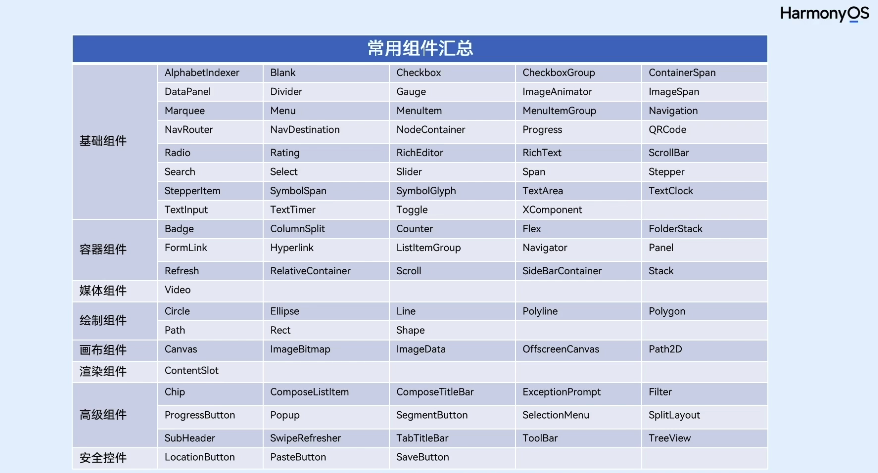 HarmonyOS
常用组件汇总
基础组件
AlphabetIndexer Blank Checkbox CheckboxGroup ContainerSpan
DataPanel Divider Gauge ImageAnimator ImageSpan
Marquee Menu MenuItem MenuItemGroup Navigation
NavRouter NavDestination NodeContainer Progress QRCode
Radio Rating RichEditor RichText ScrollBar
Search Select Slider Span Stepper
StepperItem SymbolSpan SymbolGlyph TextArea TextClock
TextInput TextTimer Toggle XComponent
容器组件
Badge ColumnSplit Counter Flex FolderStack
FormLink Hyperlink ListItemGroup Navigator Panel
Refresh RelativeContainer Scroll SideBarContainer Stack
媒体组件 Video
绘制组件
Circle Ellipse Line Polyline Polygon
Path Rect Shape
画布组件 Canvas ImageBitmap ImageData OffscreenCanvas Path2D
渲染组件 ContentSlot
高级组件
Chip ComposeListItem ComposeTitleBar ExceptionPrompt Filter
ProgressButton Popup SegmentButton SelectionMenu SplitLayout
SubHeader SwipeRefresher TabTitleBar ToolBar TreeView
安全控件 LocationButton PasteButton SaveButton